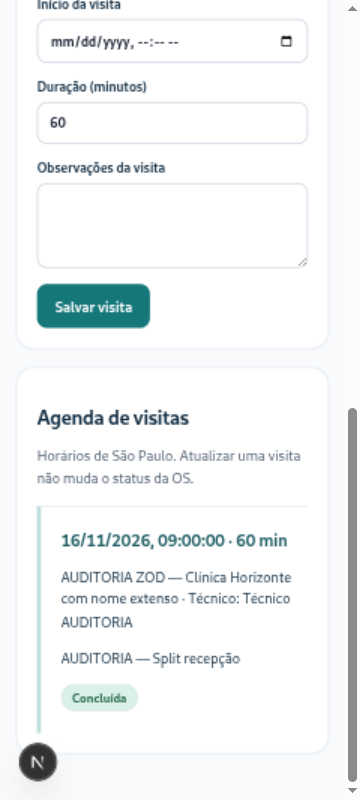 Início da visita
mm/dd/yyyy, --:-- --
Duração (minutos)
60
Observações da visita
Salvar visita
Agenda de visitas
Horários de São Paulo. Atualizar uma visita
não muda o status da OS.
16/11/2026, 09:00:00 · 60 min
AUDITORIA ZOD — Clínica Horizonte
com nome extenso · Técnico: Técnico
AUDITORIA
AUDITORIA — Split recepção
Concluída
N